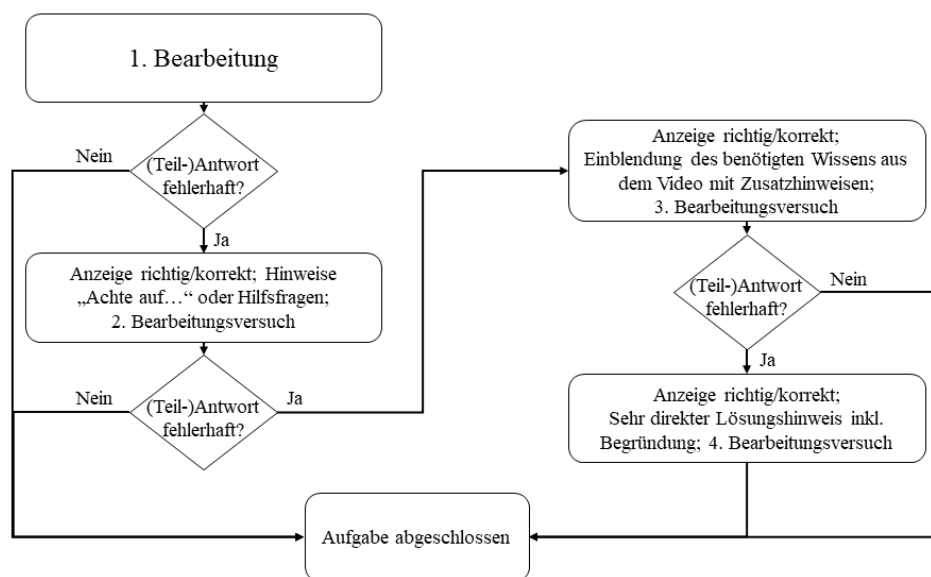 1. Bearbeitung
Nein
(Teil-)Antwort
fehlerhaft?
Ja
Anzeige richtig/korrekt; Hinweise
„Achte auf…“ oder Hilfsfragen;
2. Bearbeitungsversuch
Nein
(Teil-)Antwort
fehlerhaft?
Ja
Anzeige richtig/korrekt;
Einblendung des benötigten Wissens aus
dem Video mit Zusatzhinweisen;
3. Bearbeitungsversuch
(Teil-)Antwort
fehlerhaft?
Nein
Ja
Anzeige richtig/korrekt;
Sehr direkter Lösungshinweis inkl.
Begründung; 4. Bearbeitungsversuch
Aufgabe abgeschlossen